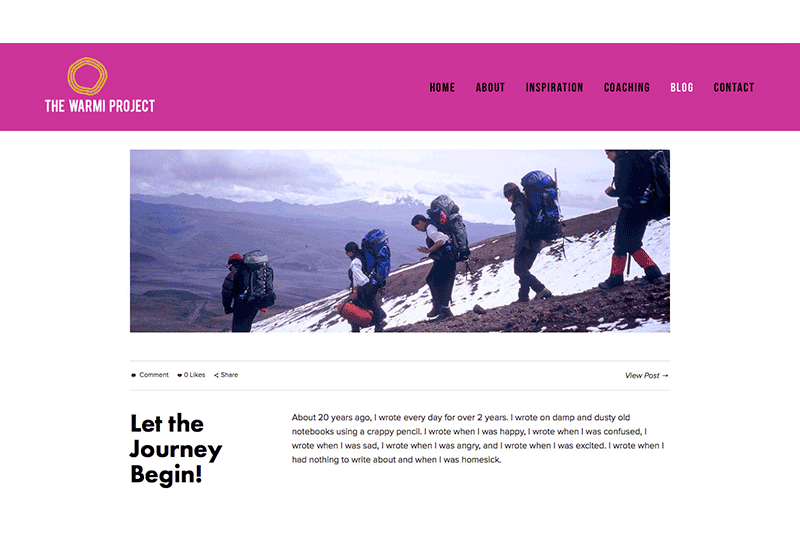 THE WARMI PROJECT
HOME ABOUT INSPIRATION COACHING BLOG CONTACT
Comment 0 Likes Share
View Post →
Let the
Journey
Begin!
About 20 years ago, I wrote every day for over 2 years. I wrote on damp and dusty old
notebooks using a crappy pencil. I wrote when I was happy, I wrote when I was confused, I
wrote when I was sad, I wrote when I was angry, and I wrote when I was excited. I wrote when I
had nothing to write about and when I was homesick.